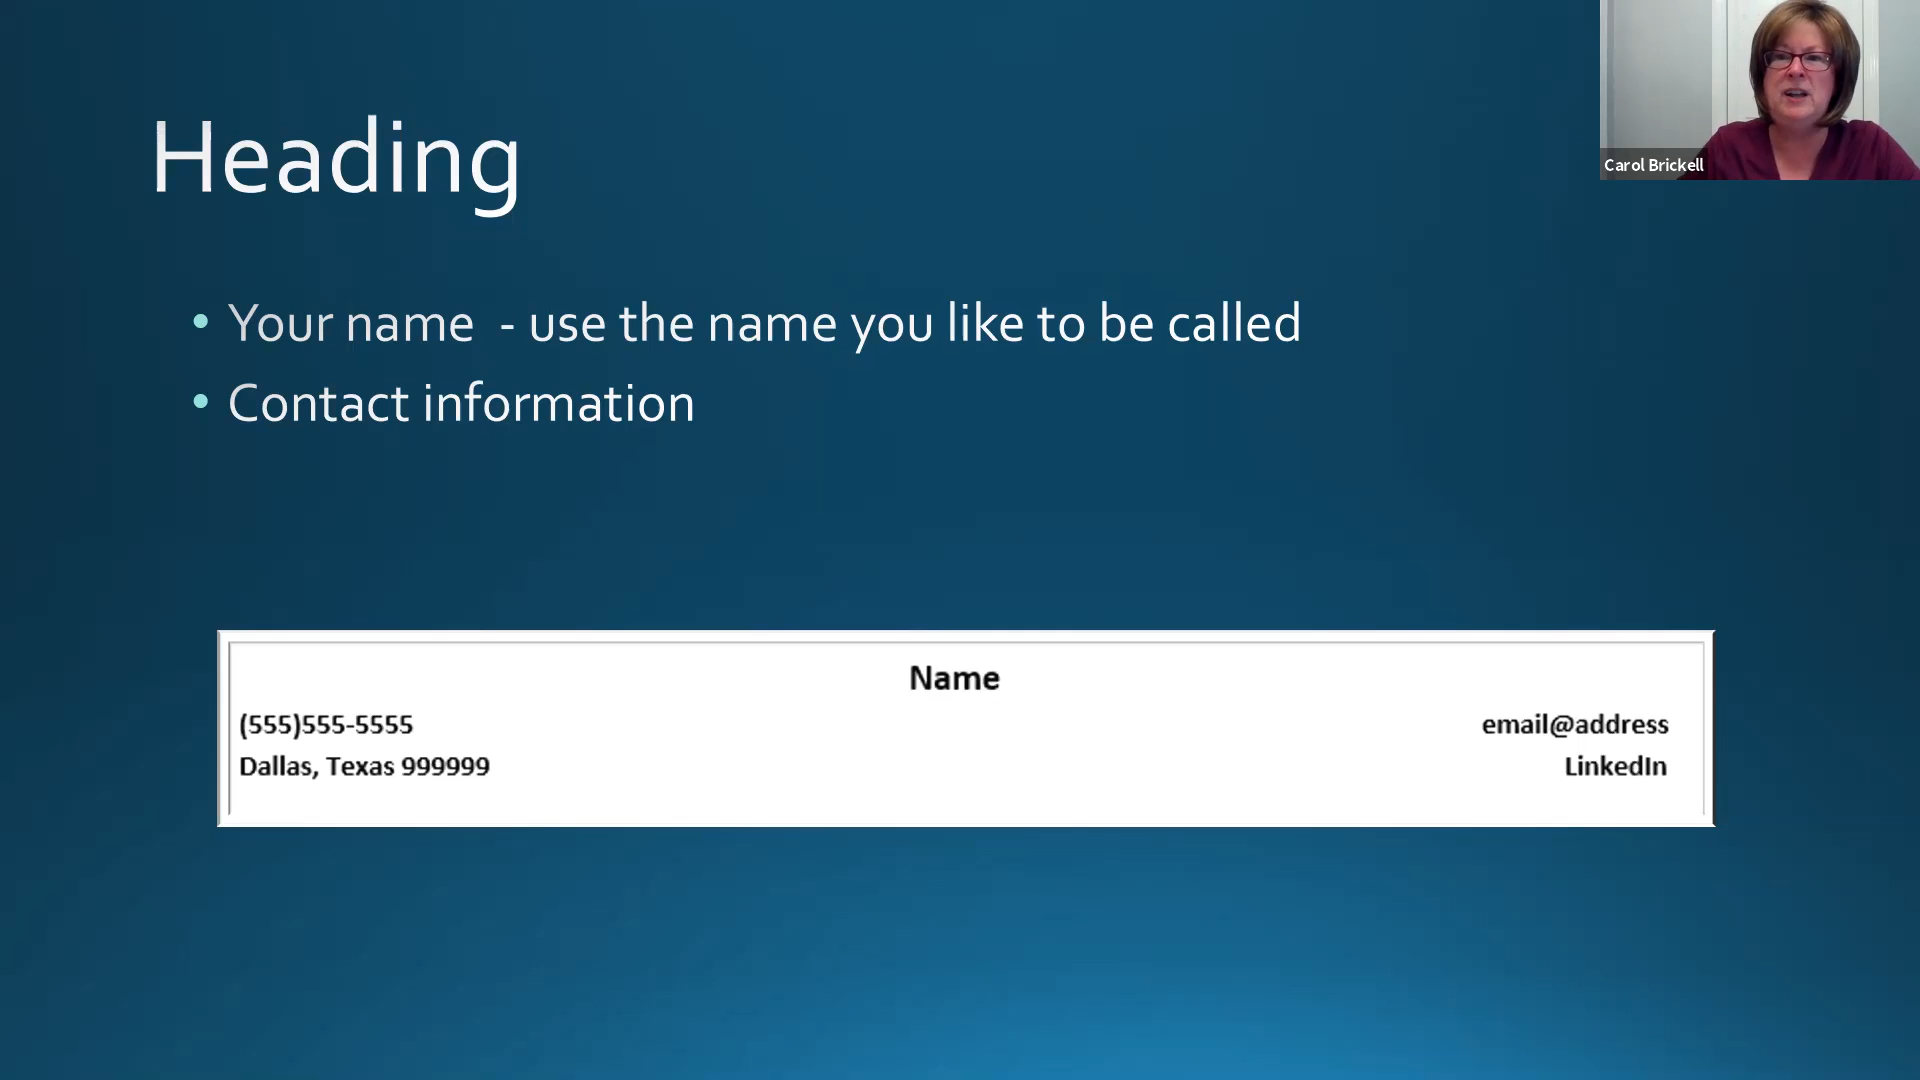 Heading
Carol Brickell
• Your name - use the name you like to be called
• Contact information
Name
(555)555-5555 email@address
Dallas, Texas 999999 LinkedIn